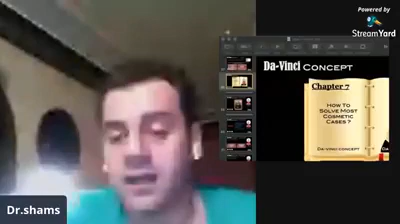 Powered by
StreamYard
Da-Vinci CONCEPT
Chapter 7
HOW TO
SOLVE MOST
COSMETIC
CASES ?
DA-VINCI CONCEPT
Dr.shams